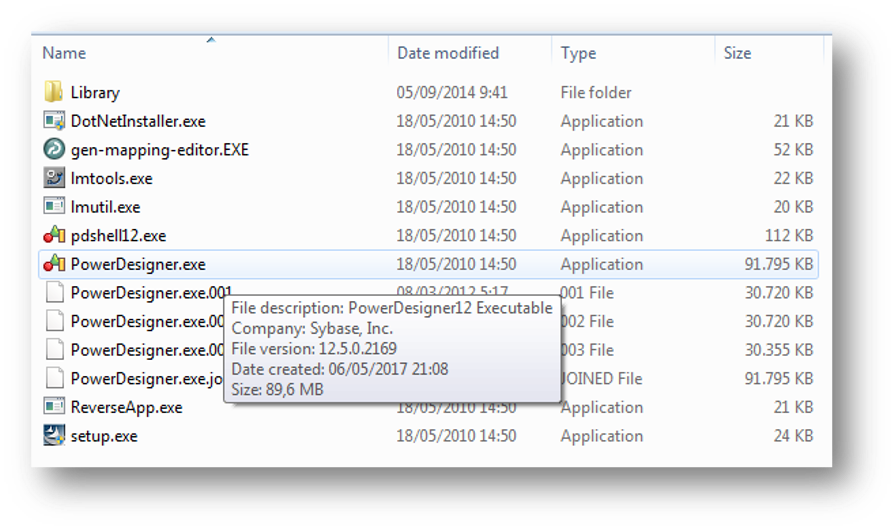 Name Date modified Type Size
Library 05/09/2014 9:41 File folder
DotNetInstaller.exe 18/05/2010 14:50 Application 21 KB
gen-mapping-editor.EXE 18/05/2010 14:50 Application 52 KB
lmtools.exe 18/05/2010 14:50 Application 22 KB
lmutil.exe 18/05/2010 14:50 Application 20 KB
pdshell12.exe 18/05/2010 14:50 Application 112 KB
PowerDesigner.exe 18/05/2010 14:50 Application 91.795 KB
PowerDesigner.exe.001 08/03/2012 5:17 001 File 30.720 KB
PowerDesigner.exe.00 002 File 30.720 KB
PowerDesigner.exe.00 003 File 30.355 KB
PowerDesigner.exe.jo JOINED File 91.795 KB
File description: PowerDesigner12 Executable
Company: Sybase, Inc.
File version: 12.5.0.2169
Date created: 06/05/2017 21:08
Size: 89,6 MB
ReverseApp.exe 18/05/2010 14:50 Application 21 KB
setup.exe 18/05/2010 14:50 Application 24 KB